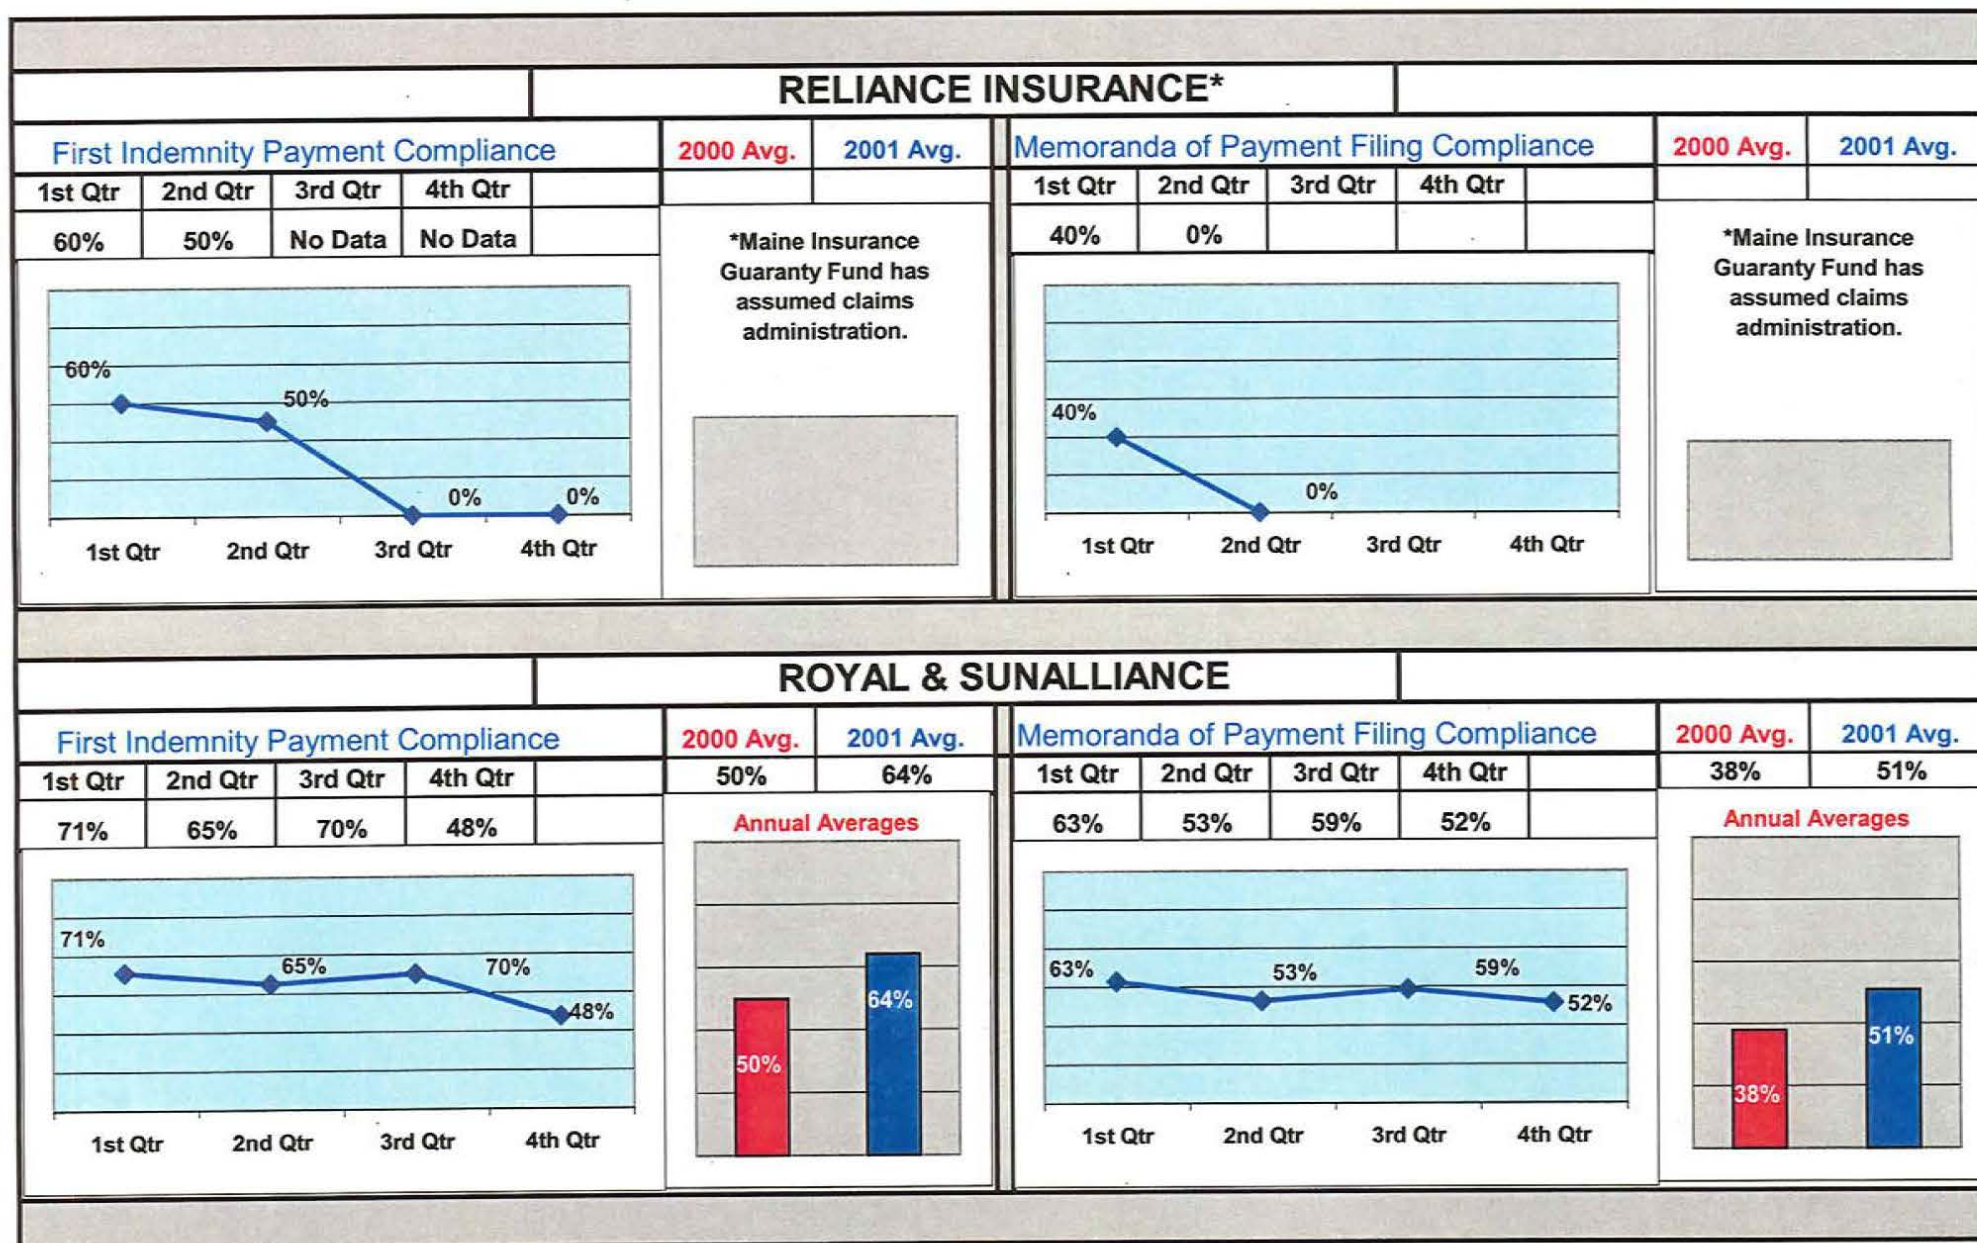 RELIANCE INSURANCE*
First Indemnity Payment Compliance
2000 Avg. 2001 Avg.
1st Qtr 2nd Qtr 3rd Qtr 4th Qtr
60% 50% No Data No Data
*Maine Insurance
Guaranty Fund has
assumed claims
administration.
60%
50%
0% 0%
1st Qtr 2nd Qtr 3rd Qtr 4th Qtr
Memoranda of Payment Filing Compliance
2000 Avg. 2001 Avg.
1st Qtr 2nd Qtr 3rd Qtr 4th Qtr
40% 0%
*Maine Insurance
Guaranty Fund has
assumed claims
administration.
40%
0%
1st Qtr 2nd Qtr 3rd Qtr 4th Qtr
ROYAL & SUNALLIANCE
First Indemnity Payment Compliance
2000 Avg. 2001 Avg.
50% 64%
1st Qtr 2nd Qtr 3rd Qtr 4th Qtr
71% 65% 70% 48%
71%
65% 70%
48%
1st Qtr 2nd Qtr 3rd Qtr 4th Qtr
Annual Averages
64%
50%
Memoranda of Payment Filing Compliance
2000 Avg. 2001 Avg.
38% 51%
1st Qtr 2nd Qtr 3rd Qtr 4th Qtr
63% 53% 59% 52%
63% 53% 59%
52%
1st Qtr 2nd Qtr 3rd Qtr 4th Qtr
Annual Averages
51%
38%